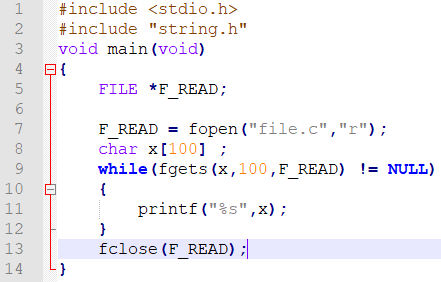 1 #include <stdio.h>
2 #include "string.h"
3 void main(void)
4 {
5 FILE *F_READ;
6
7 F_READ = fopen("file.c","r");
8 char x[100] ;
9 while(fgets(x,100,F_READ) != NULL)
10 {
11 printf("%s",x);
12 }
13 fclose(F_READ);
14 }